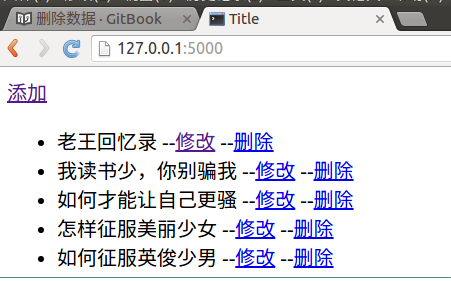 删除数据 · GitBook
Title
127.0.0.1:5000
添加
• 老王回忆录 --修改 --删除
• 我读书少，你别骗我 --修改 --删除
• 如何才能让自己更骚 --修改 --删除
• 怎样征服美丽少女 --修改 --删除
• 如何征服英俊少男 --修改 --删除